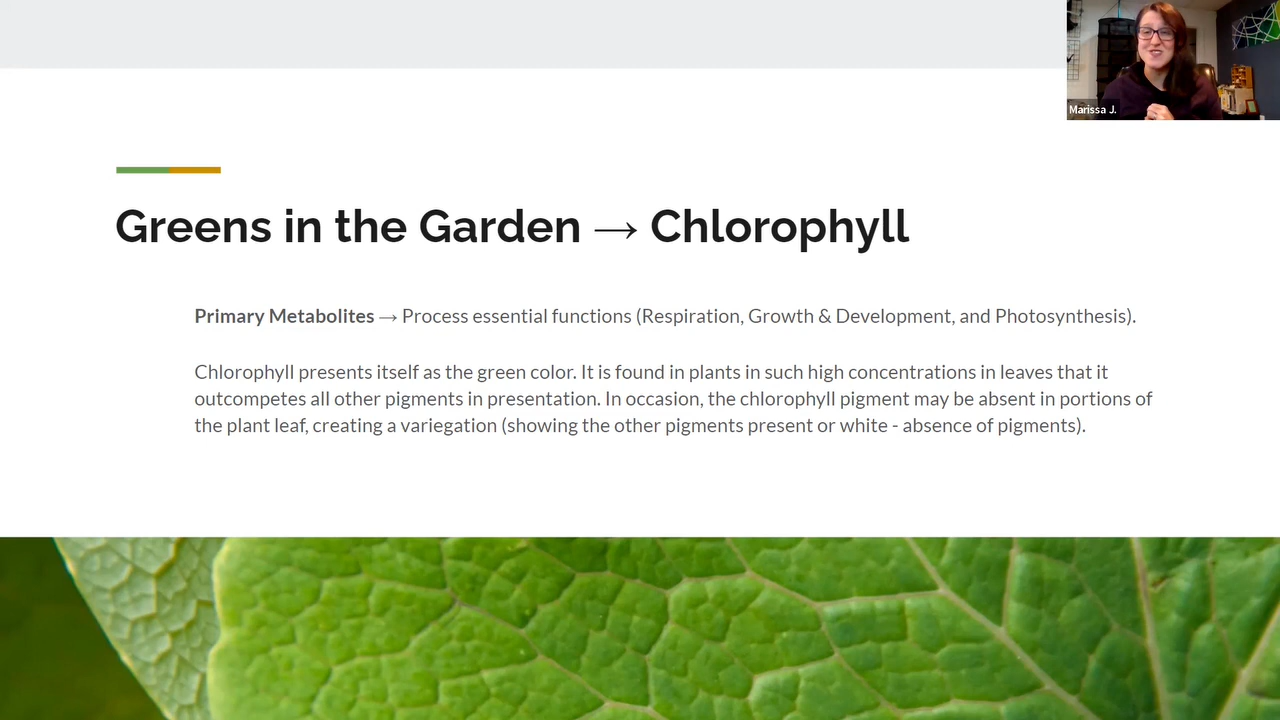 Marissa J.
Greens in the Garden → Chlorophyll
Primary Metabolites → Process essential functions (Respiration, Growth & Development, and Photosynthesis).
Chlorophyll presents itself as the green color. It is found in plants in such high concentrations in leaves that it
outcompetes all other pigments in presentation. In occasion, the chlorophyll pigment may be absent in portions of
the plant leaf, creating a variegation (showing the other pigments present or white - absence of pigments).